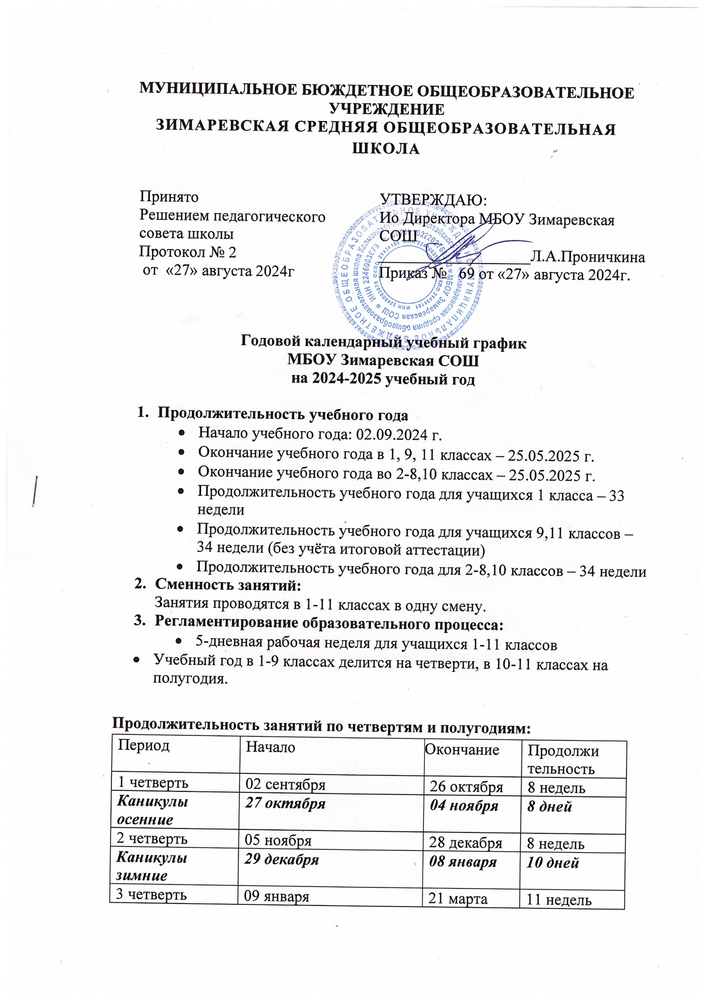 МУНИЦИПАЛЬНОЕ БЮЖДЕТНОЕ ОБЩЕОБРАЗОВАТЕЛЬНОЕ
УЧРЕЖДЕНИЕ
ЗИМАРЕВСКАЯ СРЕДНЯЯ ОБЩЕОБРАЗОВАТЕЛЬНАЯ
ШКОЛА
Принято
Решением педагогического
совета школы
Протокол № 2
от «27» августа 2024г
УТВЕРЖДАЮ:
Ио Директора МБОУ Зимаревская
СОШ
Л.А.Проничкина
Приказ № 69 от «27» августа 2024г.
Годовой календарный учебный график
МБОУ Зимаревская СОШ
на 2024-2025 учебный год
1. Продолжительность учебного года
• Начало учебного года: 02.09.2024 г.
• Окончание учебного года в 1, 9, 11 классах – 25.05.2025 г.
• Окончание учебного года во 2-8,10 классах – 25.05.2025 г.
• Продолжительность учебного года для учащихся 1 класса – 33
недели
• Продолжительность учебного года для учащихся 9,11 классов –
34 недели (без учёта итоговой аттестации)
• Продолжительность учебного года для 2-8,10 классов – 34 недели
2. Сменность занятий:
Занятия проводятся в 1-11 классах в одну смену.
3. Регламентирование образовательного процесса:
• 5-дневная рабочая неделя для учащихся 1-11 классов
• Учебный год в 1-9 классах делится на четверти, в 10-11 классах на
полугодия.
Продолжительность занятий по четвертям и полугодиям:
Период Начало Окончание Продолжи
тельность
1 четверть 02 сентября 26 октября 8 недель
Каникулы 27 октября 04 ноября 8 дней
осенние
2 четверть 05 ноября 28 декабря 8 недель
Каникулы 29 декабря 08 января 10 дней
зимние
3 четверть 09 января 21 марта 11 недель